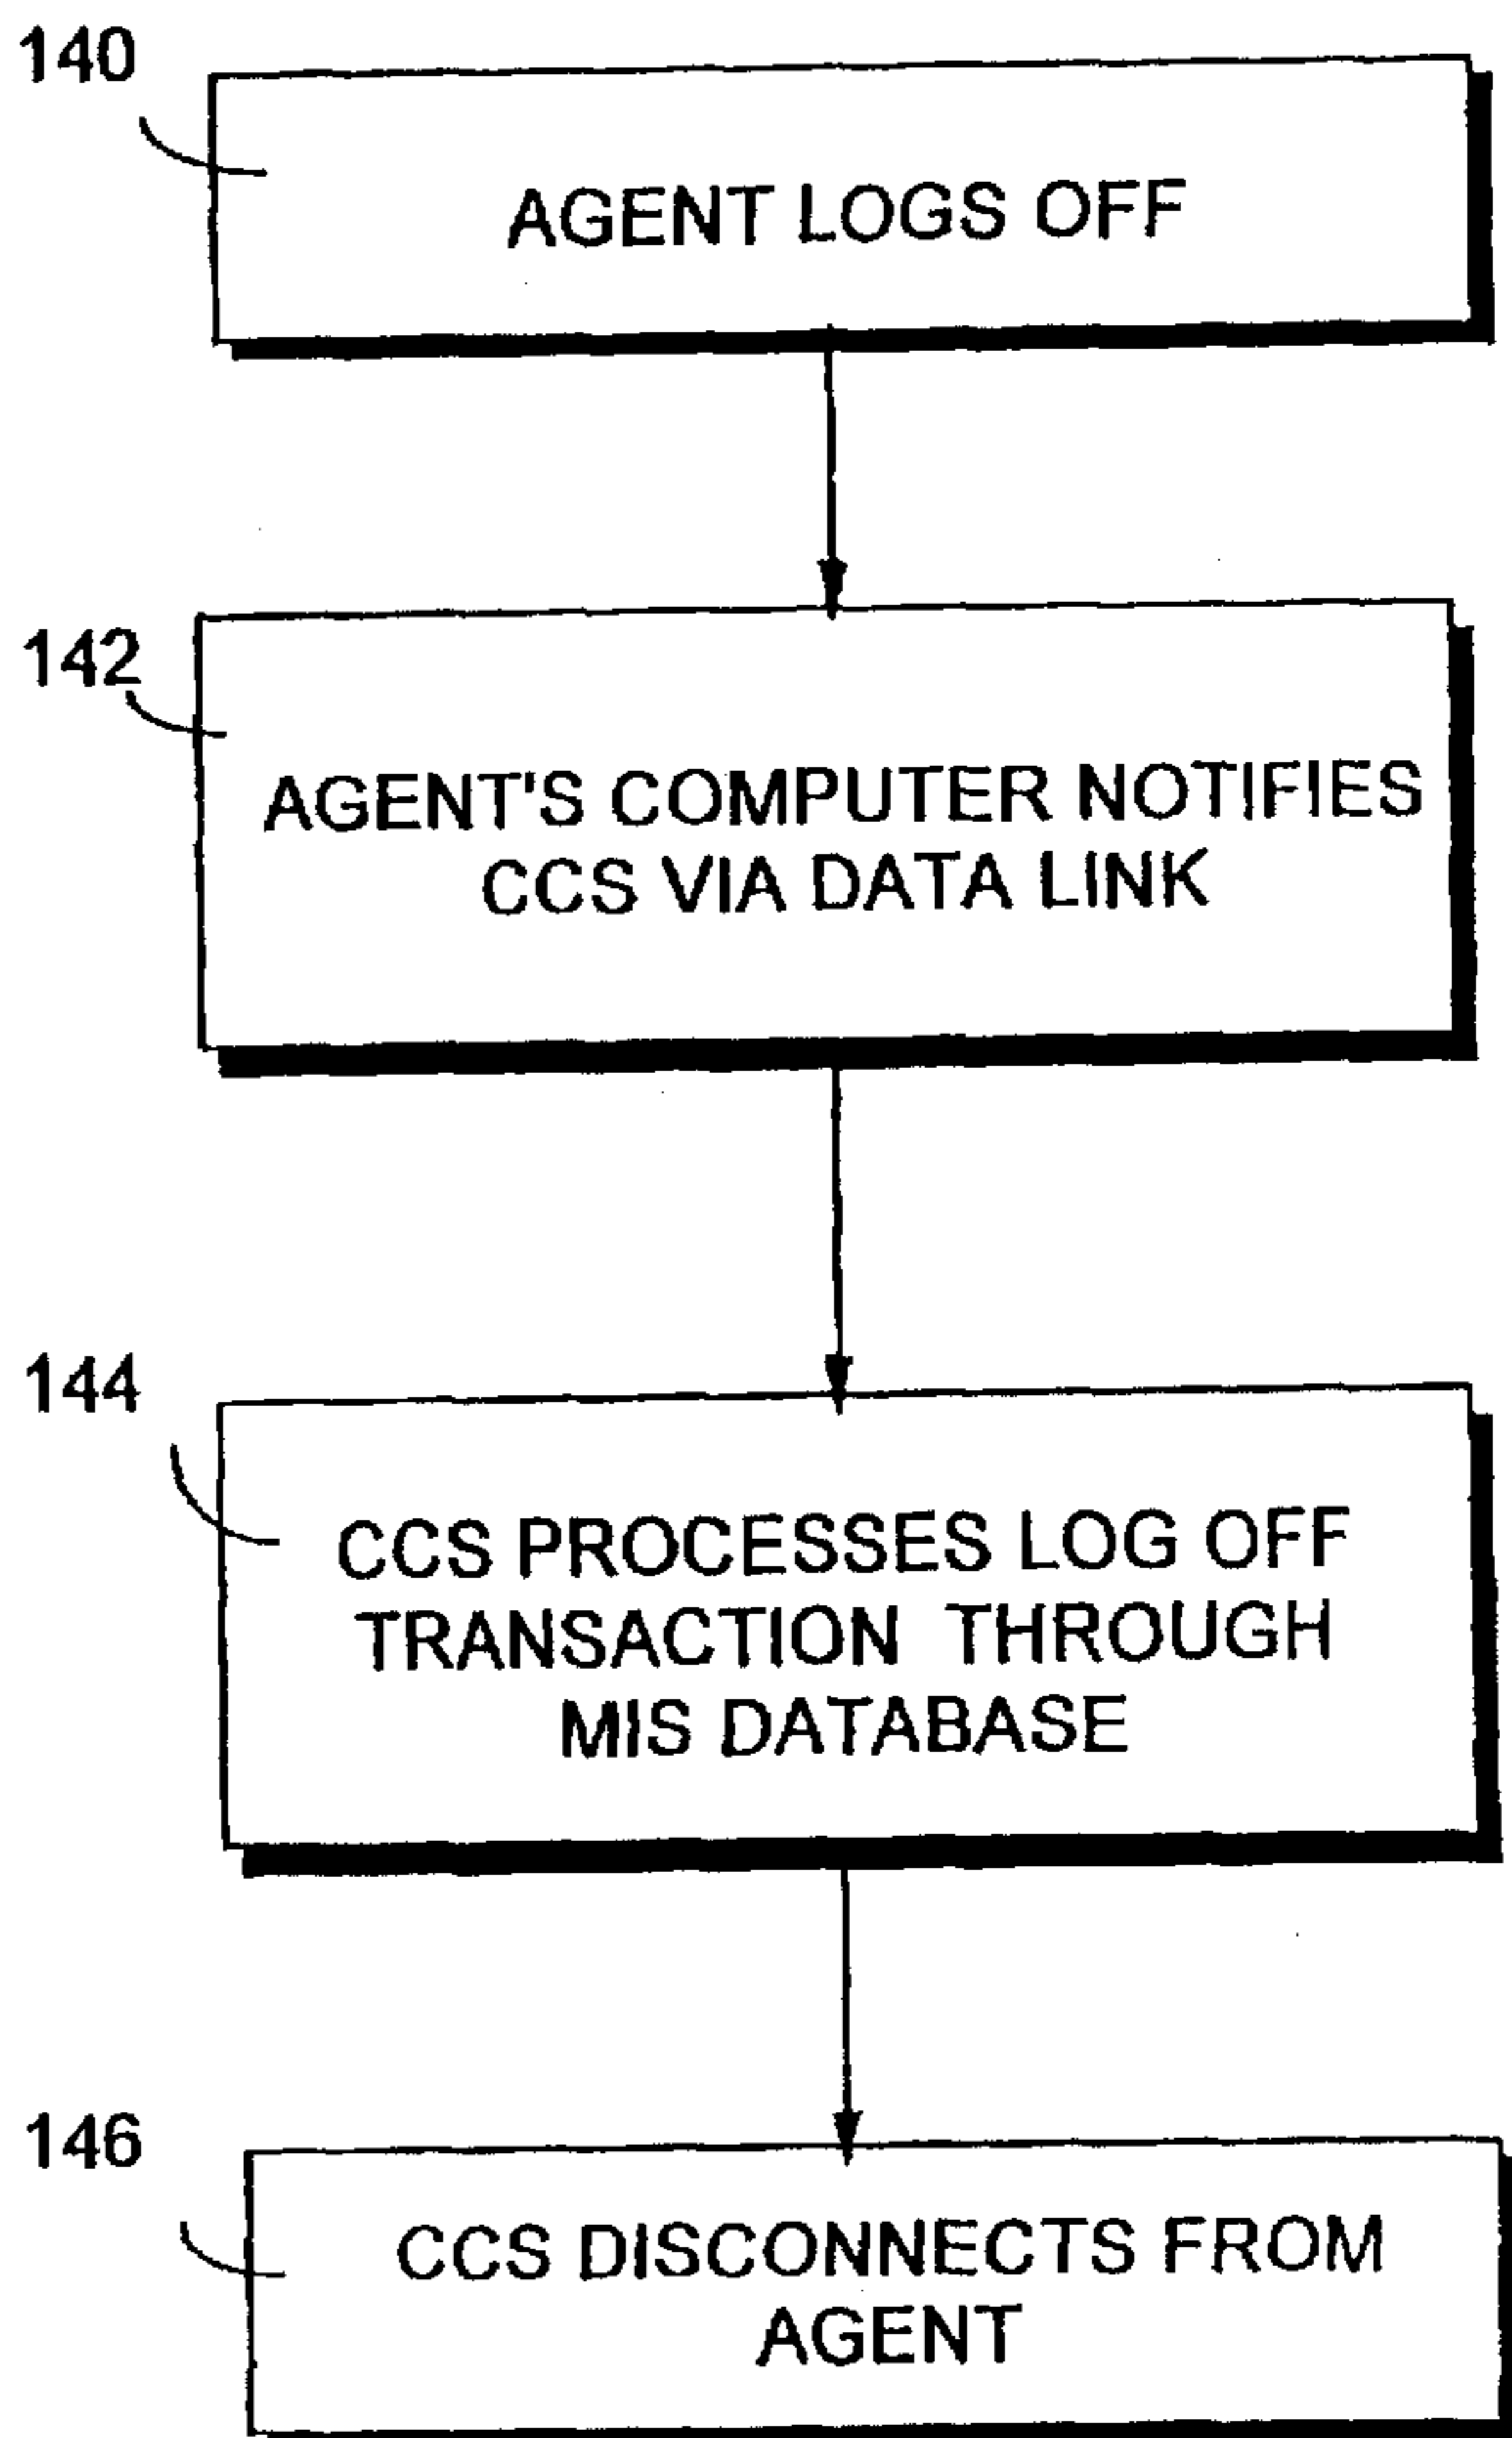 140
AGENT LOGS OFF
142
AGENT'S COMPUTER NOTIFIES
CCS VIA DATA LINK
144
CCS PROCESSES LOG OFF
TRANSACTION THROUGH
MIS DATABASE
146
CCS DISCONNECTS FROM
AGENT